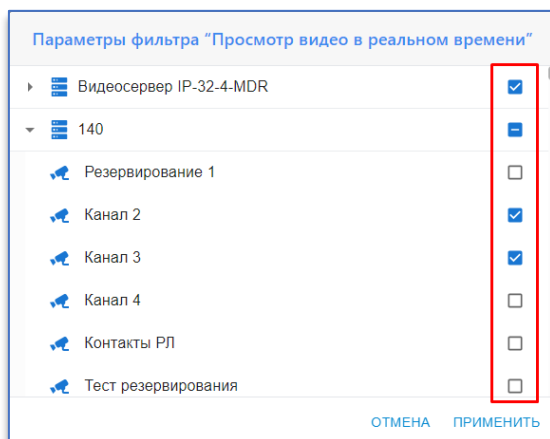 Параметры фильтра “Просмотр видео в реальном времени”
Видеосервер IP-32-4-MDR
140
Резервирование 1
Канал 2
Канал 3
Канал 4
Контакты РЛ
Тест резервирования
ОТМЕНА ПРИМЕНИТЬ